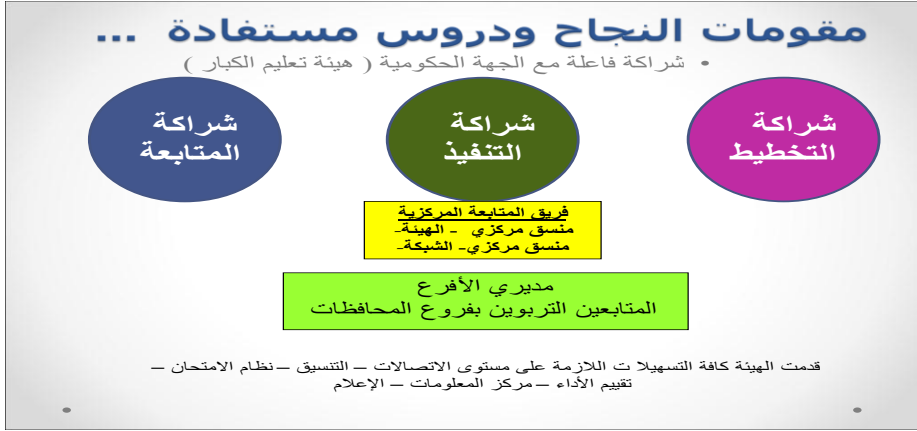 مقومات النجاح ودروس مستفادة ...
• شراكة فاعلة مع الجهة الحكومية ( هيئة تعليم الكبار )
شراكة
التخطيط
شراكة
التنفيذ
شراكة
المتابعة
فريق المتابعة المركزية
منسق مركزي - الهيئة-
منسق مركزي- الشبكة-
مديري الأفرع
المتابعين التربوين بفروع المحافظات
قدمت الهيئة كافة التسهيلا ت اللازمة على مستوى الاتصالات – التنسيق – نظام الامتحان –
تقييم الأداء – مركز المعلومات – الإعلام